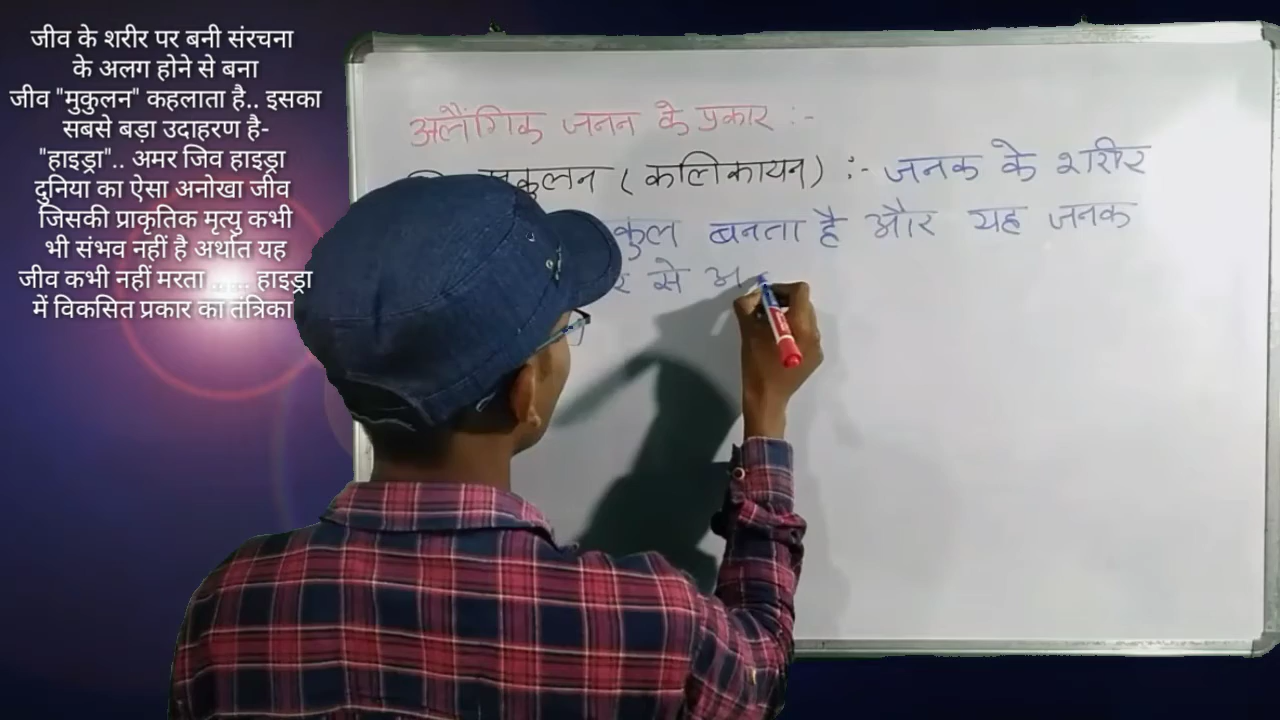 जीव के शरीर पर बनी संरचना
के अलग होने से बना
जीव "मुकुलन" कहलाता है.. इसका
सबसे बड़ा उदाहरण है-
"हाइड्रा".. अमर जिव हाइड्रा
दुनिया का ऐसा अनोखा जीव
जिसकी प्राकृतिक मृत्यु कभी
भी संभव नहीं है अर्थात यह
जीव कभी नहीं मरता ...... हाइड्रा
में विकसित प्रकार का तंत्रिका
अलैंगिक जनन के प्रकार :-
(कलिकायन) :- जनक के शरीर
बनता है और यह जनक
से